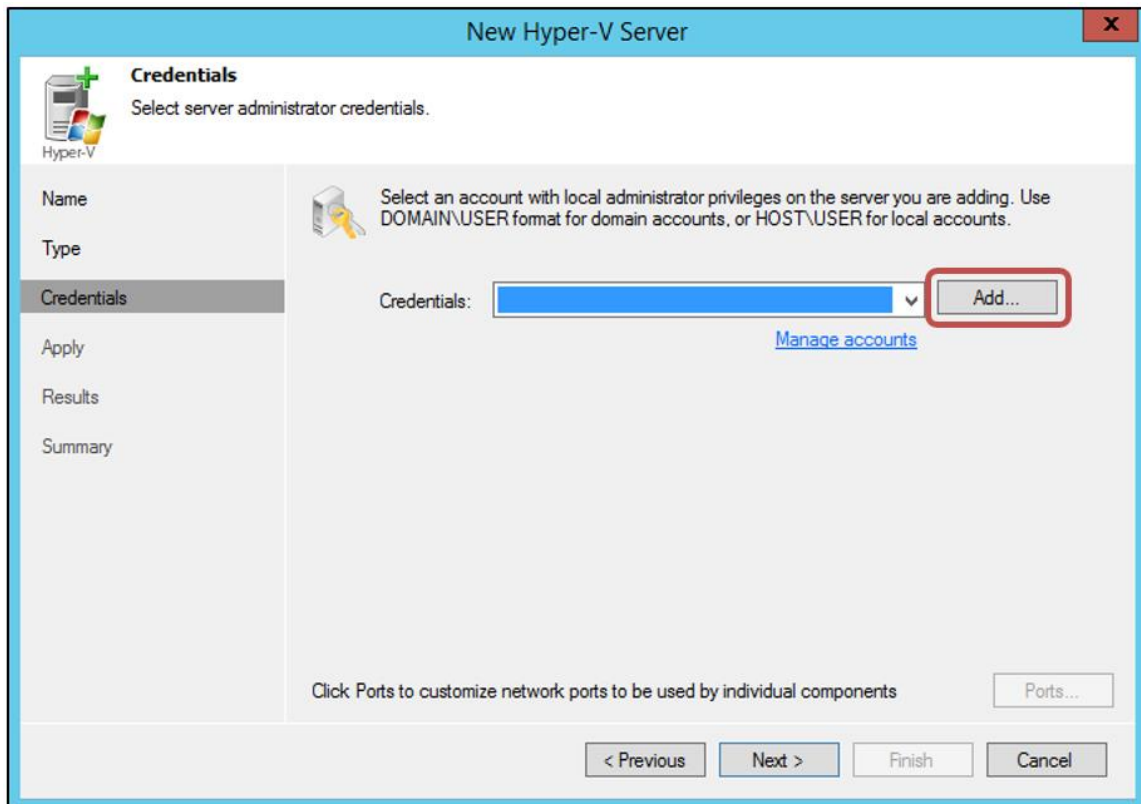 New Hyper-V Server
x
Credentials
Select server administrator credentials.
Hyper-V
Name
Type
Credentials
Apply
Results
Summary
Select an account with local administrator privileges on the server you are adding. Use
DOMAIN\USER format for domain accounts, or HOST\USER for local accounts.
Credentials:
Add...
Manage accounts
Click Ports to customize network ports to be used by individual components
Ports...
< Previous
Next >
Finish
Cancel